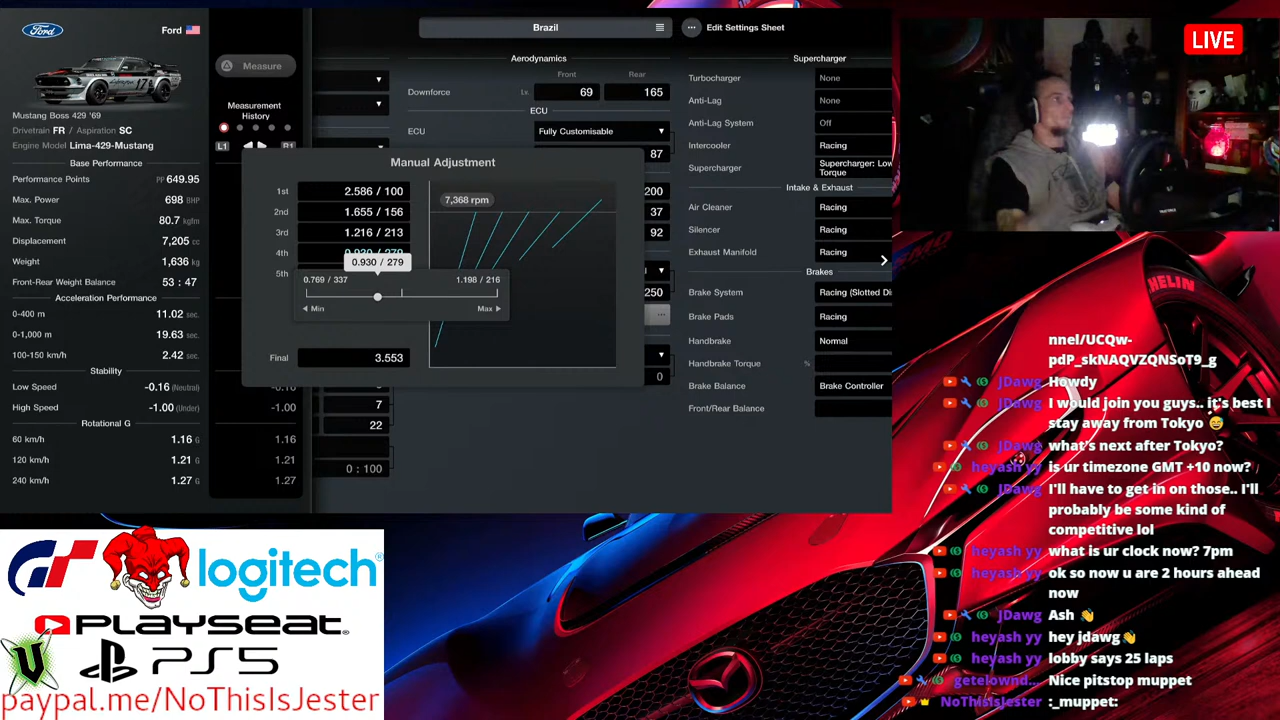 Ford
Mustang Boss 429 '69
Drivetrain FR / Aspiration SC
Engine Model Lima-429-Mustang
Base Performance
Performance Points PP 649.95
Max. Power 698 BHP
Max. Torque 80.7 kgfm
Displacement 7,205 cc
Weight 1,636 kg
Front-Rear Weight Balance 53 : 47
Acceleration Performance
0-400 m 11.02 sec.
0-1,000 m 19.63 sec.
100-150 km/h 2.42 sec.
Stability
Low Speed -0.16 (Neutral)
High Speed -1.00 (Under)
Rotational G
60 km/h 1.16 G
120 km/h 1.21 G
240 km/h 1.27 G
Measure
Measurement
History
L1 R1
-1.00
1.16
1.21
1.27
Brazil
Edit Settings Sheet
Aerodynamics
Front Rear
Downforce Lv. 69 165
ECU
ECU Fully Customisable
87
200
37
92
250
0
7
22
0 : 100
Manual Adjustment
1st 2.586 / 100
2nd 1.655 / 156
3rd 1.216 / 213
4th 0.930 / 279
5th
0.930 / 279
0.769 / 337 1.198 / 216
Min Max
Final 3.553
7,368 rpm
Supercharger
Turbocharger None
Anti-Lag None
Anti-Lag System Off
Intercooler Racing
Supercharger Supercharger: Low
Torque
Intake & Exhaust
Air Cleaner Racing
Silencer Racing
Exhaust Manifold Racing
Brakes
Brake System Racing (Slotted Di
Brake Pads Racing
Handbrake Normal
Handbrake Torque %
Brake Balance Brake Controller
Front/Rear Balance
LIVE
HELIN
nnel/UCQw-
pdP_skNAQVZQNSoT9_g
JDawg Howdy
JDawg I would join you guys.. it's best I
stay away from Tokyo 😅
JDawg what's next after Tokyo?
heyash yy is ur timezone GMT +10 now?
JDawg I'll have to get in on those.. I'll
probably be some kind of
competitive lol
heyash yy what is ur clock now? 7pm
heyash yy ok so now u are 2 hours ahead
now
JDawg Ash 👋
heyash yy hey jdawg👋
heyash yy lobby says 25 laps
getelownd... Nice pitstop muppet
NoThisIsJester :_muppet:
logitech®
PLAYSEAT®
PS5
paypal.me/NoThisIsJester